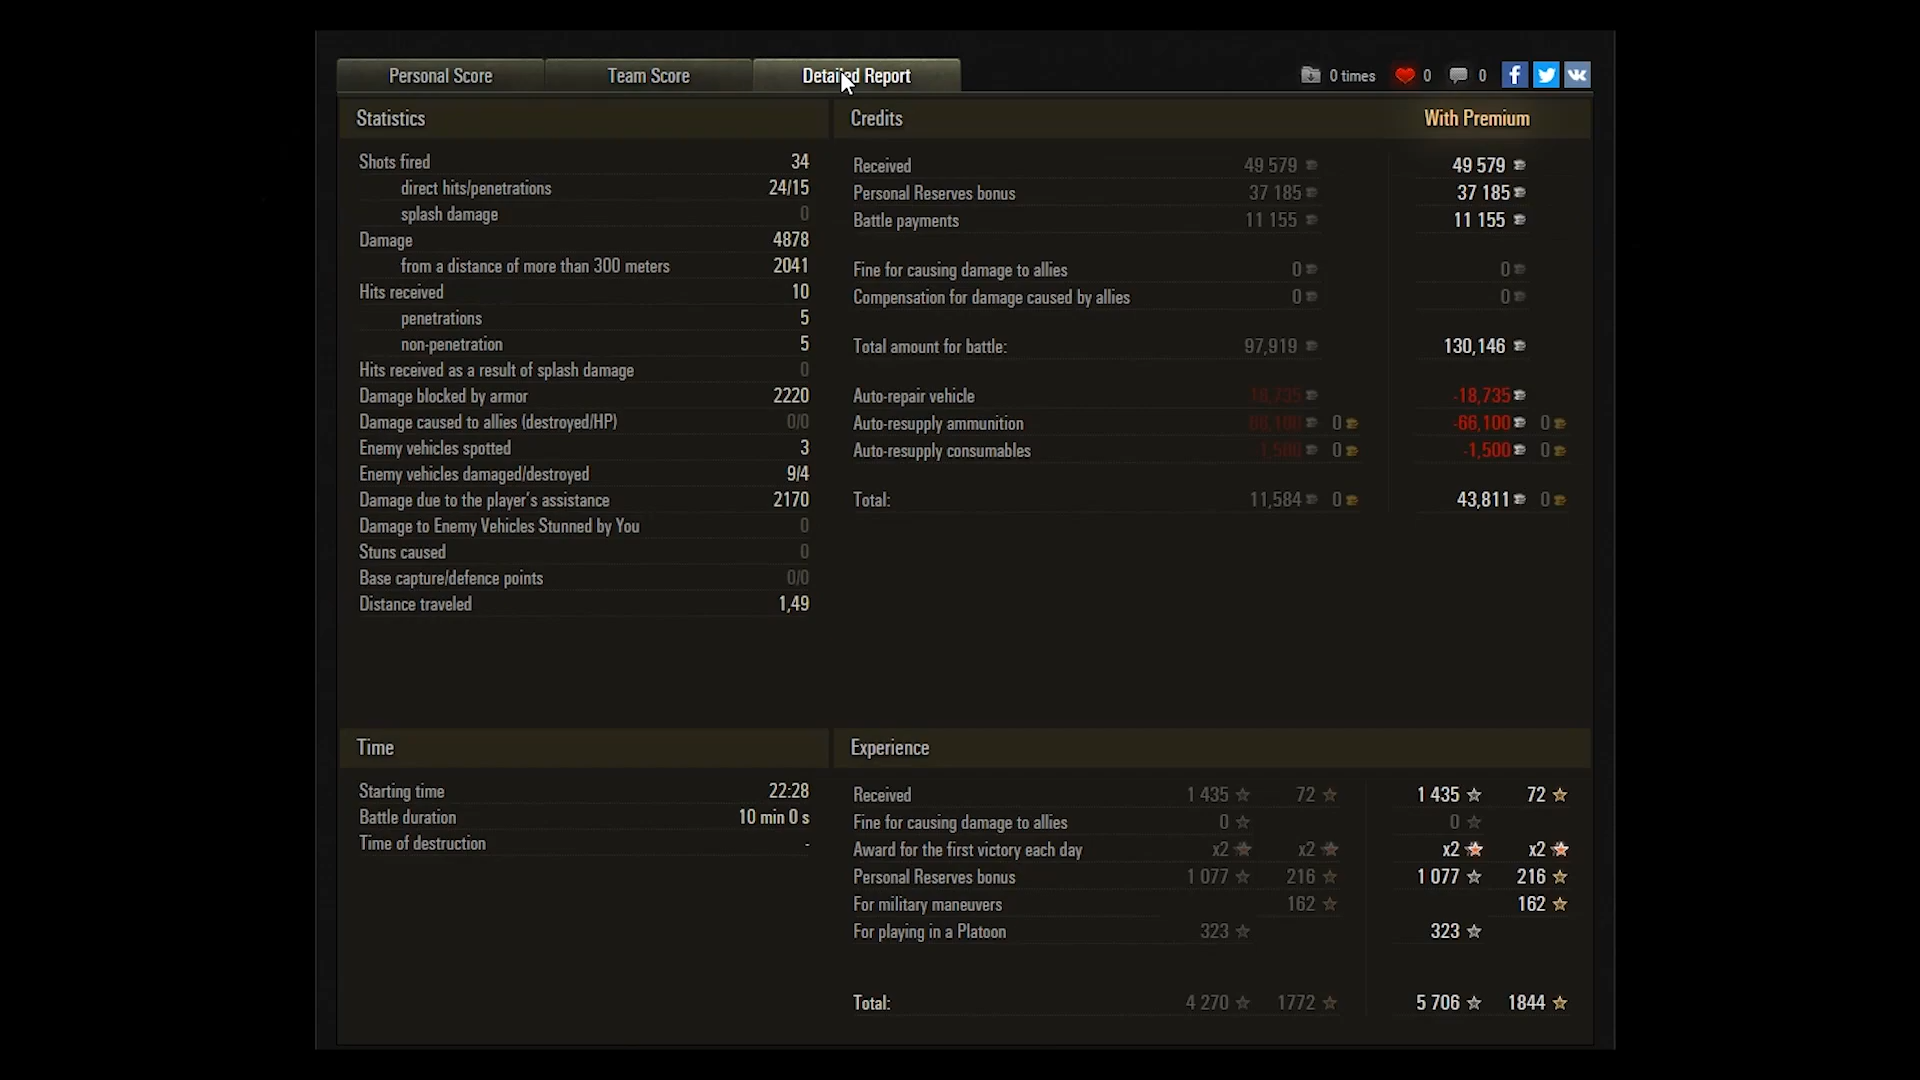 Personal Score Team Score Detailed Report 0 times 0 0 f
Statistics
Shots fired 34
direct hits/penetrations 24/15
splash damage 0
Damage 4878
from a distance of more than 300 meters 2041
Hits received 10
penetrations 5
non-penetration 5
Hits received as a result of splash damage 0
Damage blocked by armor 2220
Damage caused to allies (destroyed/HP) 0/0
Enemy vehicles spotted 3
Enemy vehicles damaged/destroyed 9/4
Damage due to the player's assistance 2170
Damage to Enemy Vehicles Stunned by You 0
Stuns caused 0
Base capture/defence points 0/0
Distance traveled 1,49
Credits With Premium
Received 49 579 49 579
Personal Reserves bonus 37 185 37 185
Battle payments 11 155 11 155
Fine for causing damage to allies 0 0
Compensation for damage caused by allies 0 0
Total amount for battle: 97,919 130,146
Auto-repair vehicle -18,735 -18,735
Auto-resupply ammunition -66,100 0 -66,100 0
Auto-resupply consumables -1,500 0 -1,500 0
Total: 11,584 0 43,811 0
Time
Starting time 22:28
Battle duration 10 min 0 s
Time of destruction -
Experience
Received 1 435 72 1 435 72
Fine for causing damage to allies 0 0
Award for the first victory each day x2 x2 x2 x2
Personal Reserves bonus 1 077 216 1 077 216
For military maneuvers 162 162
For playing in a Platoon 323 323
Total: 4 270 1772 5 706 1844